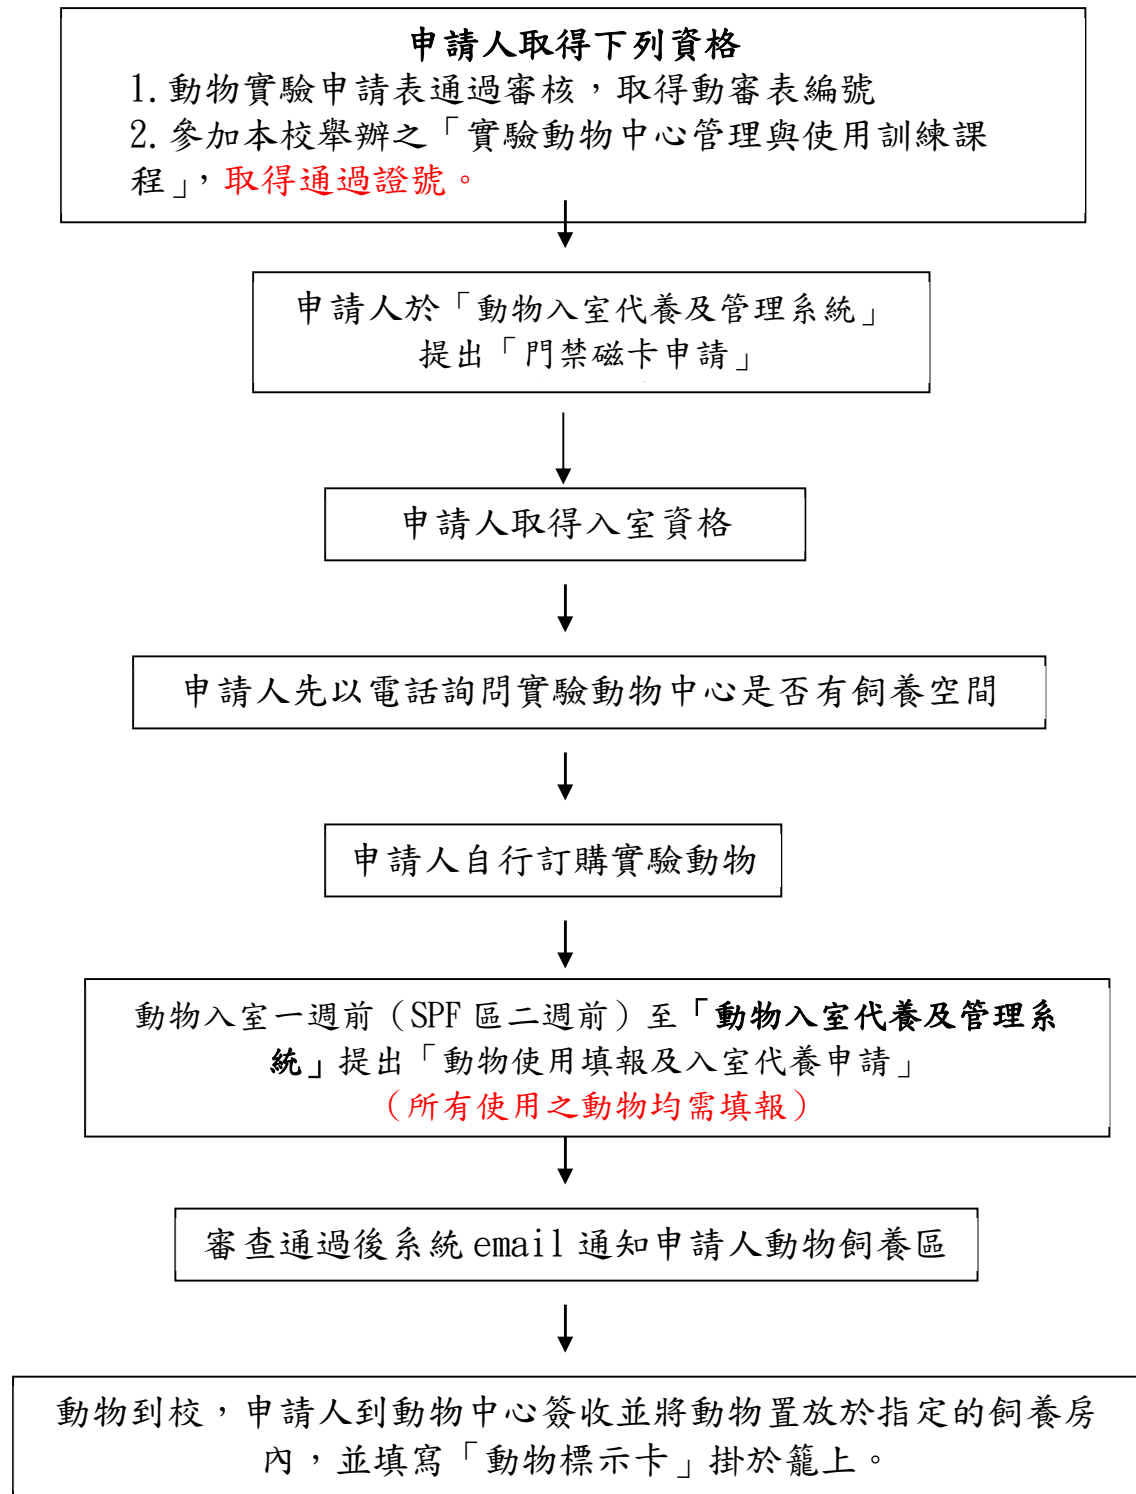 申請人取得下列資格
1. 動物實驗申請表通過審核，取得動審表編號
2. 參加本校舉辦之「實驗動物中心管理與使用訓練課
程」，取得通過證號。
申請人於「動物入室代養及管理系統」
提出「門禁磁卡申請」
申請人取得入室資格
申請人先以電話詢問實驗動物中心是否有飼養空間
申請人自行訂購實驗動物
動物入室一週前（SPF 區二週前）至「動物入室代養及管理系
統」提出「動物使用填報及入室代養申請」
（所有使用之動物均需填報）
審查通過後系統 email 通知申請人動物飼養區
動物到校，申請人到動物中心簽收並將動物置放於指定的飼養房
內，並填寫「動物標示卡」掛於籠上。